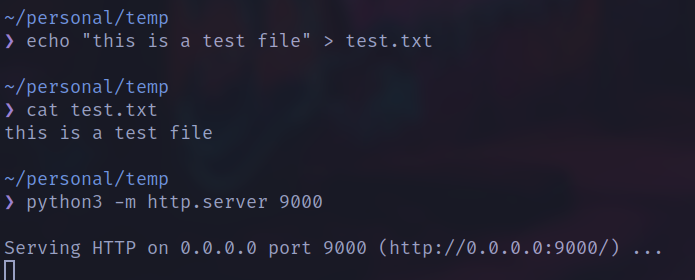 ~/personal/temp
❯ echo "this is a test file" > test.txt
~/personal/temp
❯ cat test.txt
this is a test file
~/personal/temp
❯ python3 -m http.server 9000
Serving HTTP on 0.0.0.0 port 9000 (http://0.0.0.0:9000/) ...